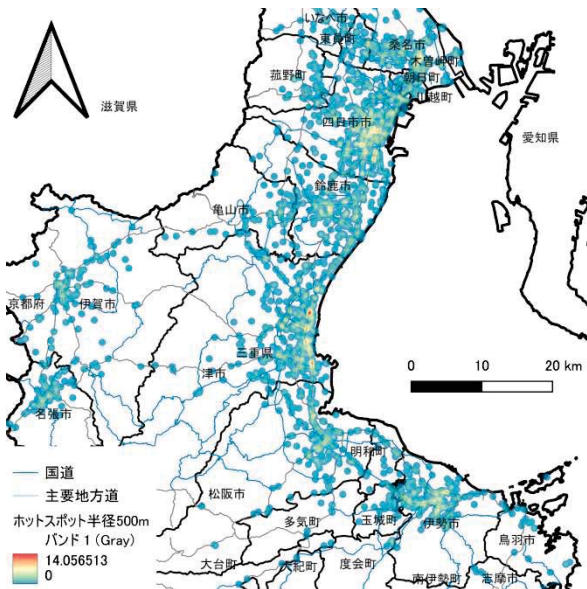 いなべ市
東員町
桑名市
木曽岬町
菰野町
朝日町
川越町
滋賀県
四日市市
愛知県
鈴鹿市
亀山市
京都府
伊賀市
三重県
津市
0 10 20 km
名張市
明和町
国道
主要地方道
松阪市
ホットスポット半径500m
多気町
玉城町
伊勢市
バンド 1 (Gray)
鳥羽市
14.056513
0
大台町
大紀町
度会町
南伊勢町
志摩市